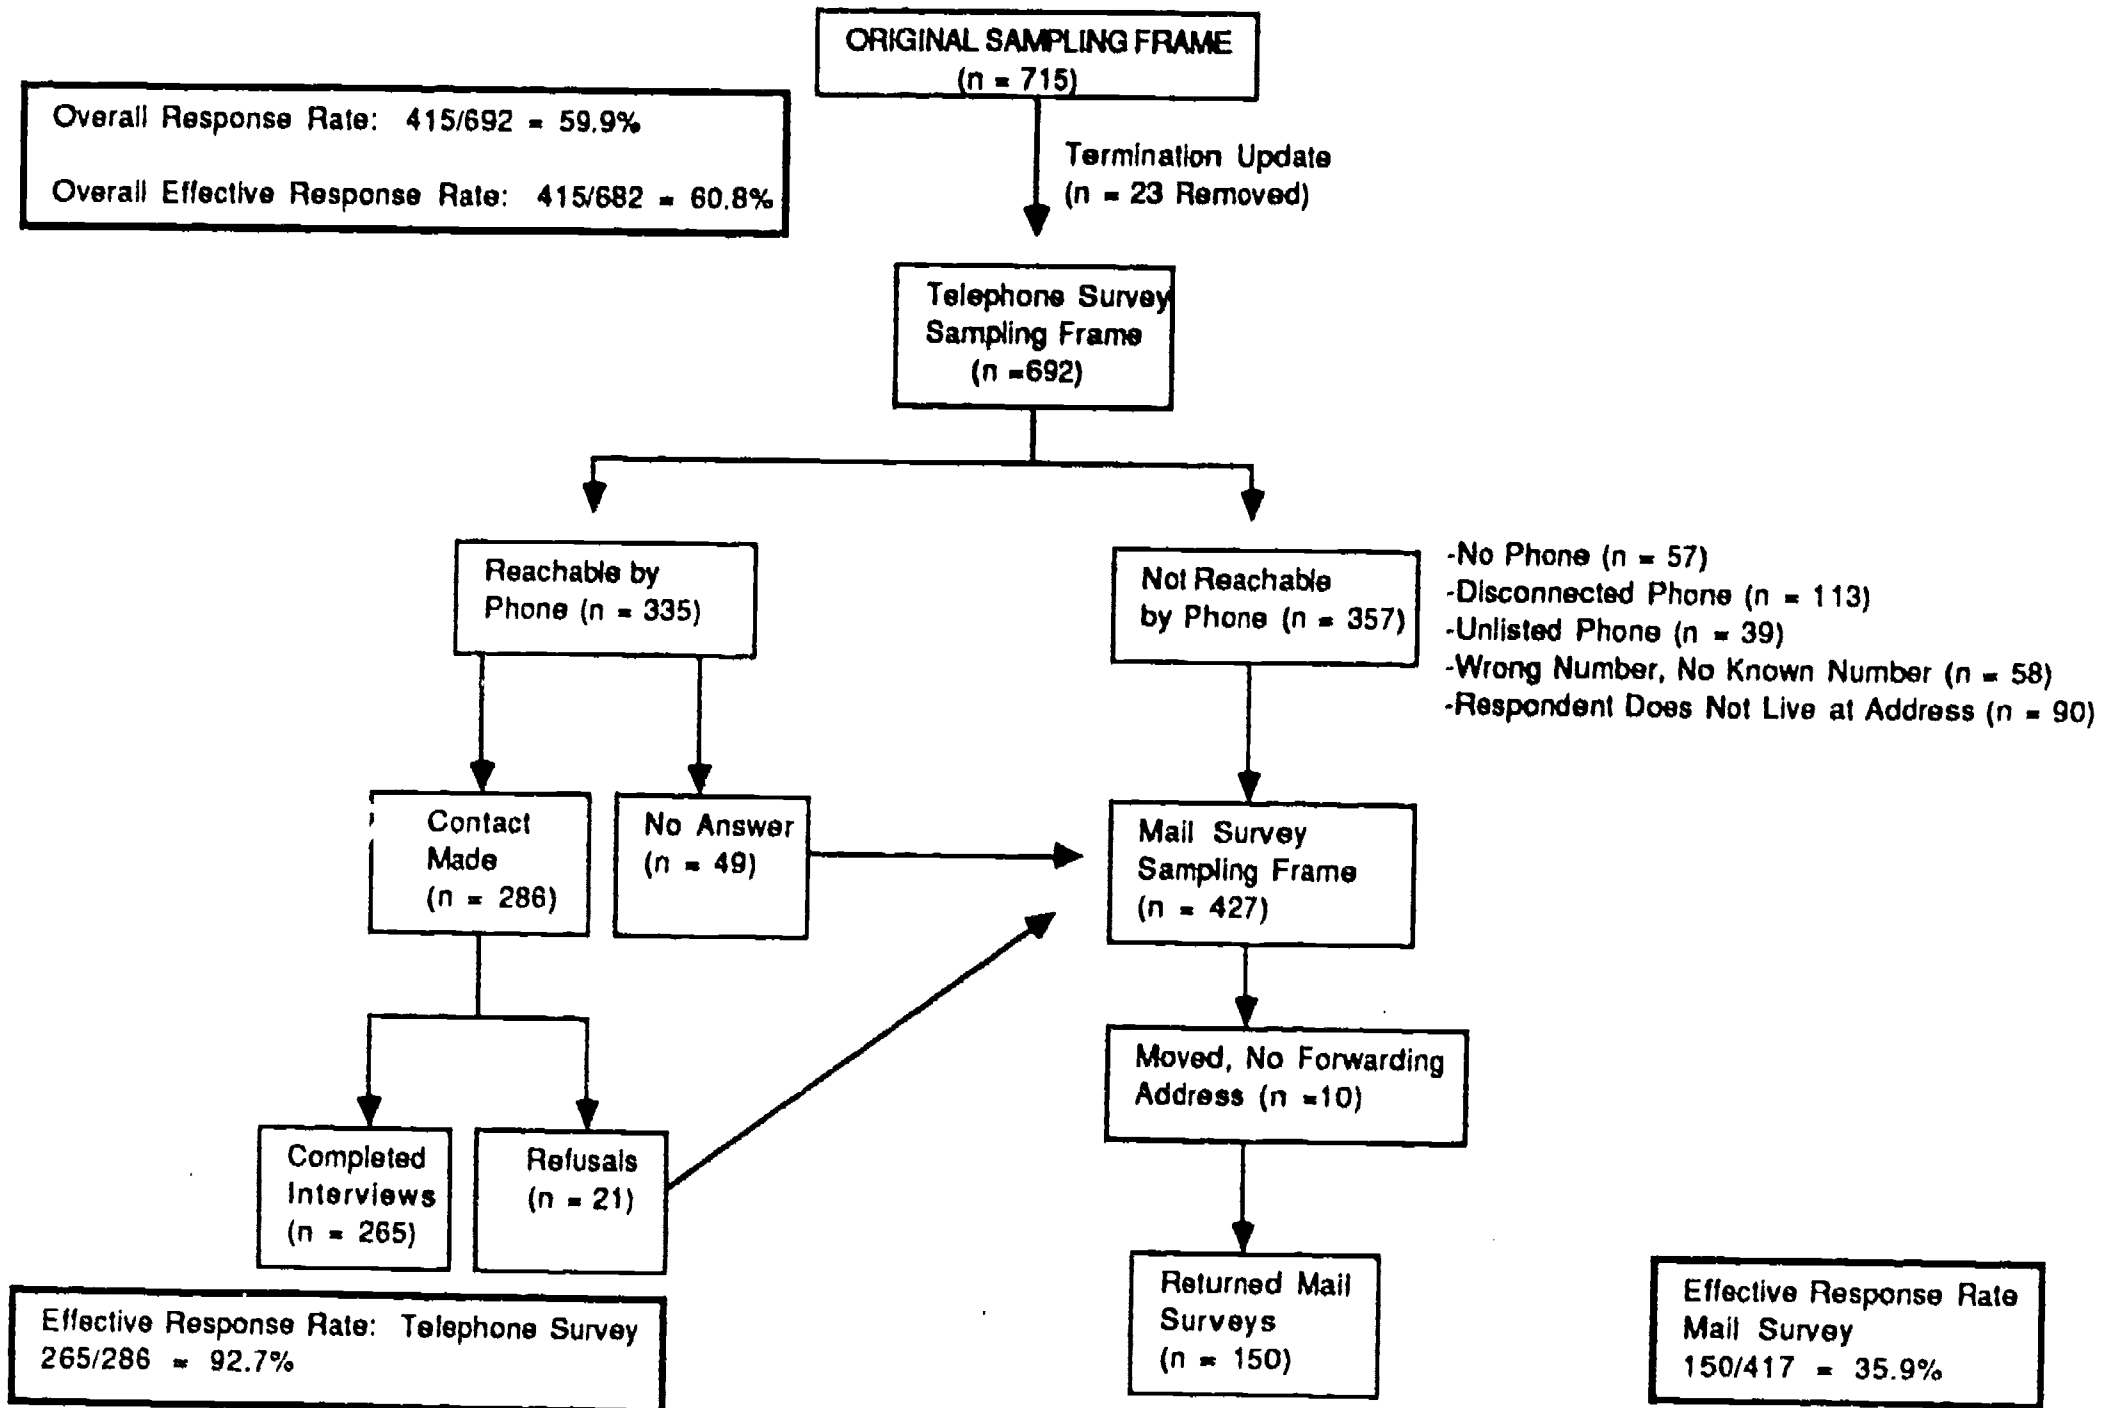 ORIGINAL SAMPLING FRAME
(n = 715)
Overall Response Rate: 415/692 = 59.9%
Overall Effective Response Rate: 415/682 = 60.8%
Termination Update
(n = 23 Removed)
Telephone Survey
Sampling Frame
(n =692)
Reachable by
Phone (n = 335)
Not Reachable
by Phone (n = 357)
-No Phone (n = 57)
-Disconnected Phone (n = 113)
-Unlisted Phone (n = 39)
-Wrong Number, No Known Number (n = 58)
-Respondent Does Not Live at Address (n = 90)
Contact
Made
(n = 286)
No Answer
(n = 49)
Mail Survey
Sampling Frame
(n = 427)
Moved, No Forwarding
Address (n =10)
Completed
Interviews
(n = 265)
Refusals
(n = 21)
Returned Mail
Surveys
(n = 150)
Effective Response Rate: Telephone Survey
265/286 = 92.7%
Effective Response Rate
Mail Survey
150/417 = 35.9%